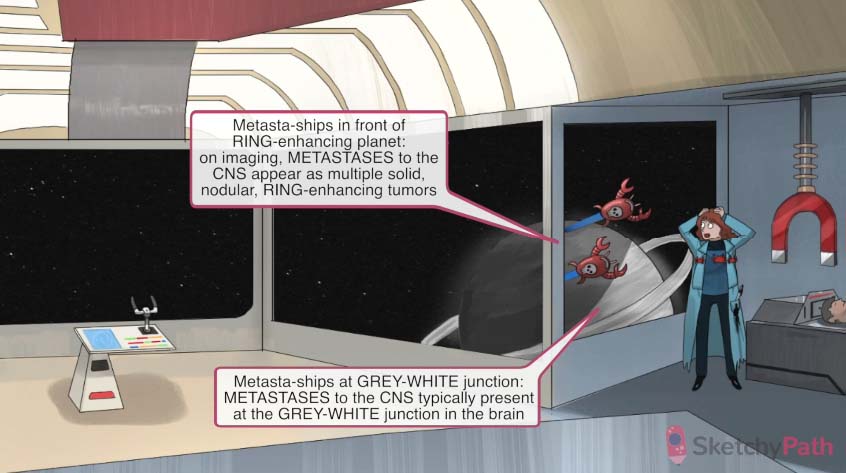 Metasta-ships in front of
RING-enhancing planet:
on imaging, METASTASES to the
CNS appear as multiple solid,
nodular, RING-enhancing tumors
Metasta-ships at GREY-WHITE junction:
METASTASES to the CNS typically present
at the GREY-WHITE junction in the brain
SketchyPath